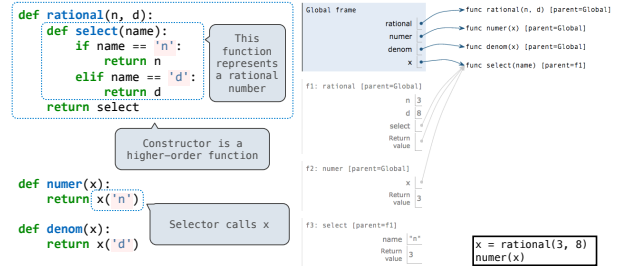 def rational(n, d):
    def select(name):
        if name == 'n':
            return n
        elif name == 'd':
            return d
    return select
This
function
represents
a rational
number
Constructor is a
higher-order function
def numer(x):
    return x('n')
Selector calls x
def denom(x):
    return x('d')
Global frame
rational
numer
denom
x
func rational(n, d) [parent=Global]
func numer(x) [parent=Global]
func denom(x) [parent=Global]
func select(name) [parent=f1]
f1: rational [parent=Global]
n 3
d 8
select
Return
value
f2: numer [parent=Global]
x
Return
value 3
f3: select [parent=f1]
name "n"
Return
value 3
x = rational(3, 8)
numer(x)